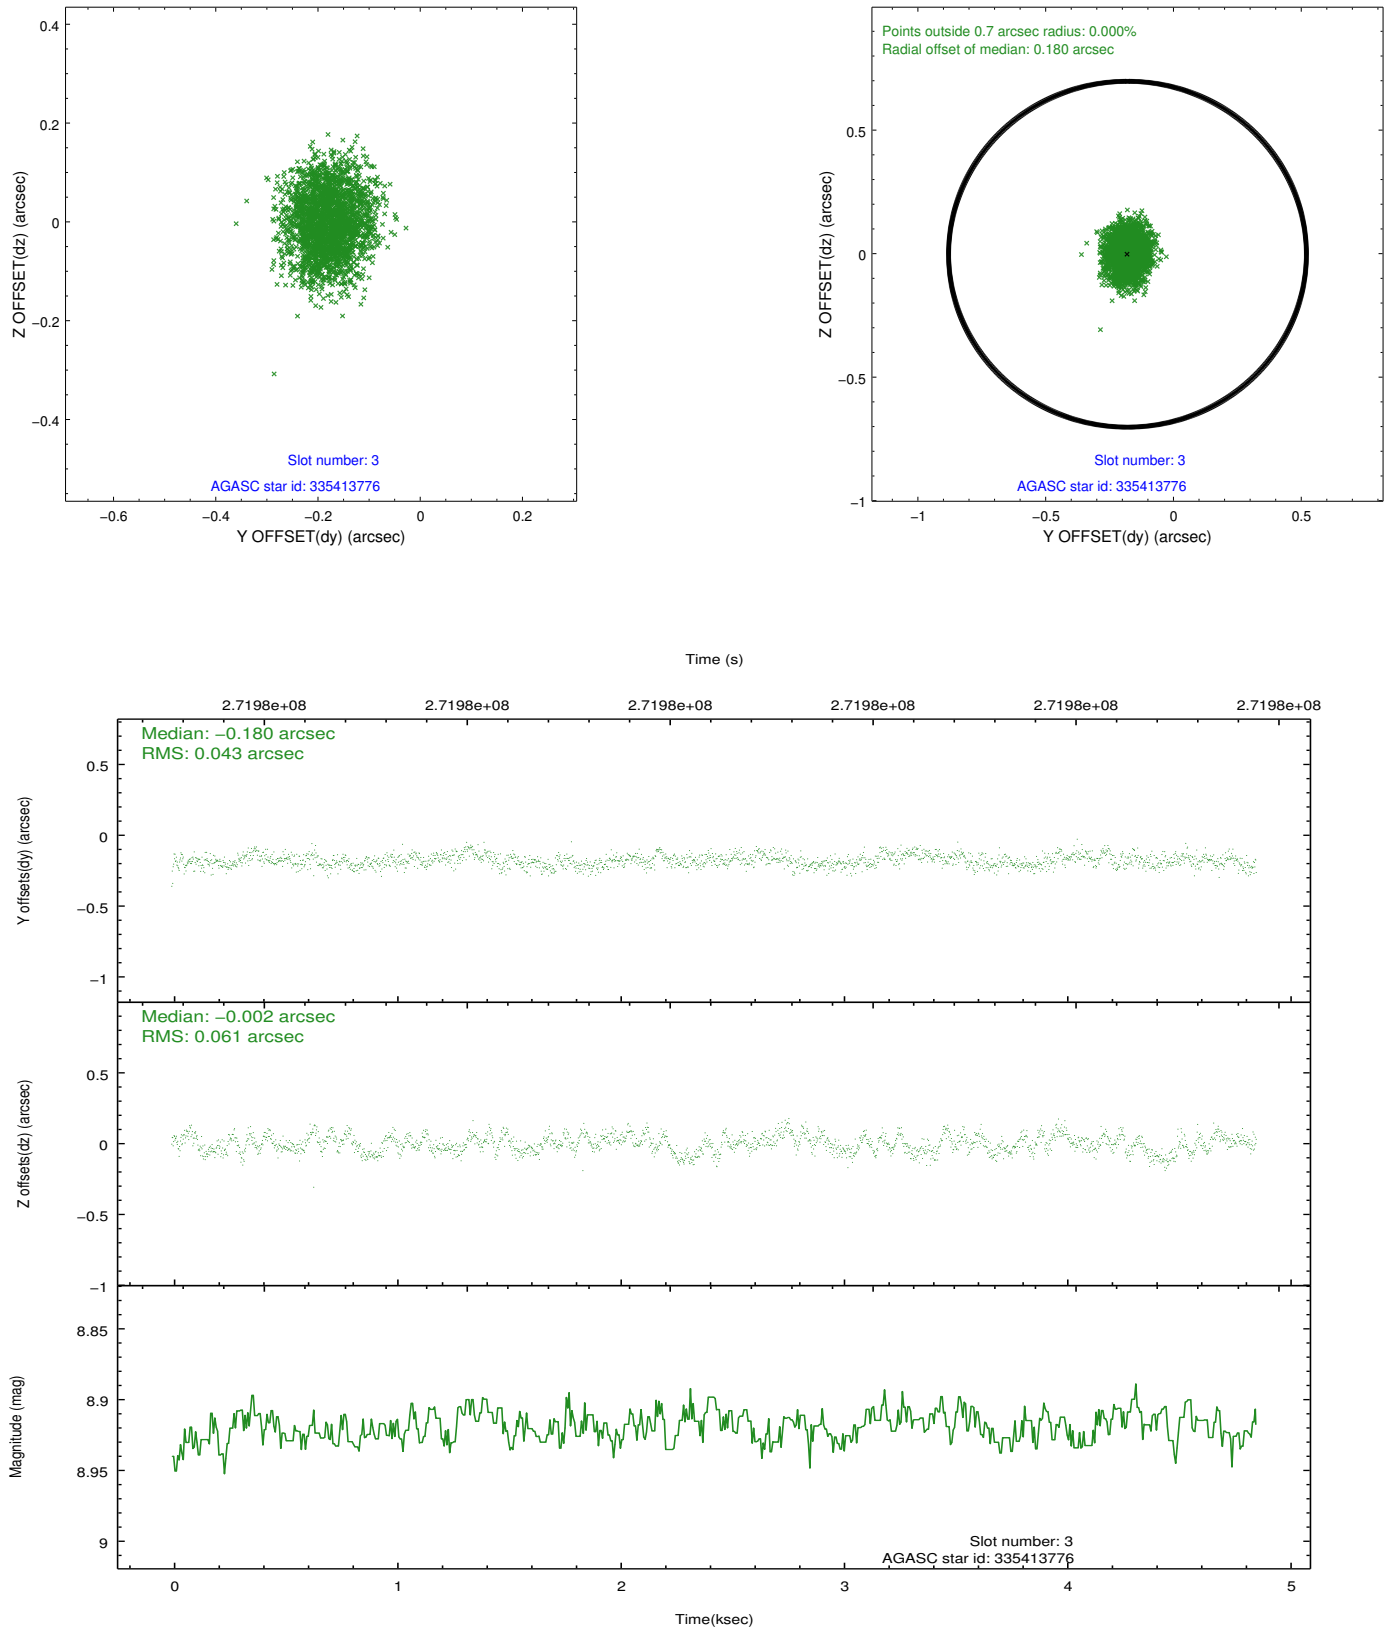 0.4
0.2
0
−0.2
−0.4
Z OFFSET(dz) (arcsec)
Slot number: 3
AGASC star id: 335413776
−0.6
−0.4
−0.2
0
0.2
Y OFFSET(dy) (arcsec)
Points outside 0.7 arcsec radius: 0.000%
Radial offset of median: 0.180 arcsec
0.5
0
−0.5
−1
Z OFFSET(dz) (arcsec)
Slot number: 3
AGASC star id: 335413776
−1
−0.5
0
0.5
Y OFFSET(dy) (arcsec)
Time (s)
2.7198e+08
2.7198e+08
2.7198e+08
2.7198e+08
2.7198e+08
2.7198e+08
Median: −0.180 arcsec
RMS: 0.043 arcsec
0.5
0
−0.5
−1
Y offsets(dy) (arcsec)
Median: −0.002 arcsec
RMS: 0.061 arcsec
0.5
0
−0.5
−1
Z offsets(dz) (arcsec)
8.85
8.9
8.95
9
Magnitude (mag)
Slot number: 3
AGASC star id: 335413776
0
1
2
3
4
5
Time(ksec)